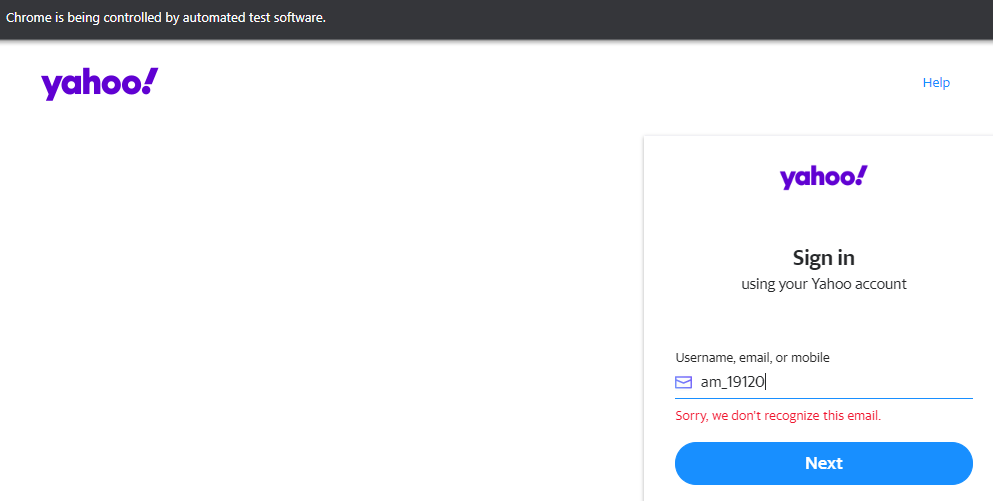 Chrome is being controlled by automated test software.
yahoo!
Help
yahoo!
Sign in
using your Yahoo account
Username, email, or mobile
am_19120
Sorry, we don't recognize this email.
Next